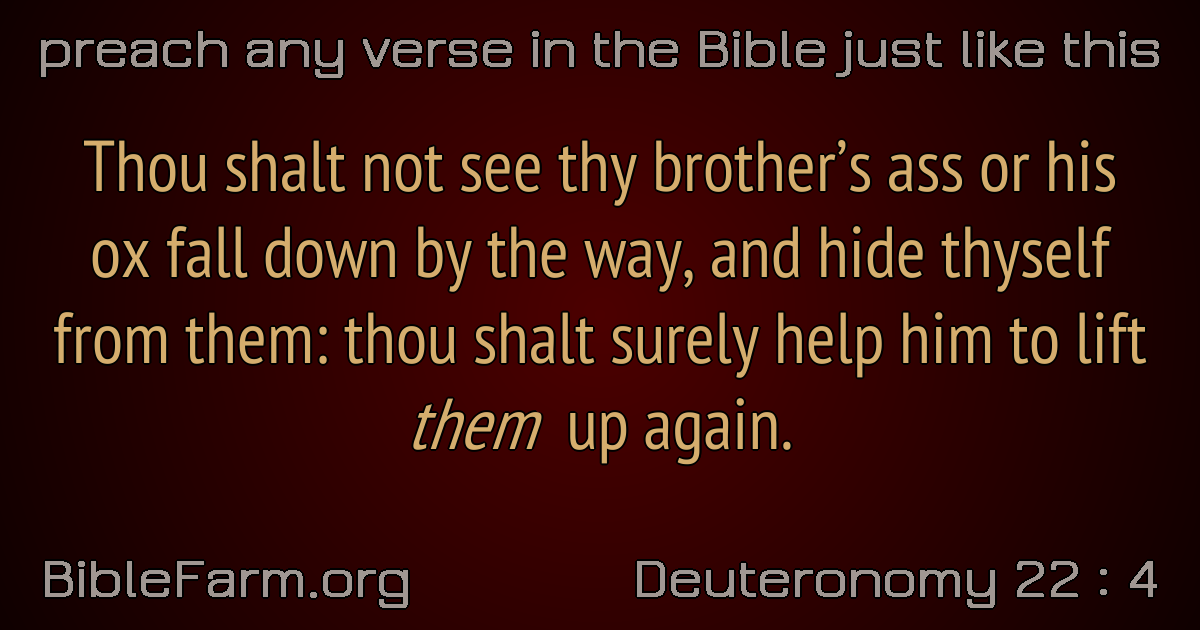 preach any verse in the Bible just like this
Thou shalt not see thy brother’s ass or his
ox fall down by the way, and hide thyself
from them: thou shalt surely help him to lift
them up again.
BibleFarm.org
Deuteronomy 22 : 4